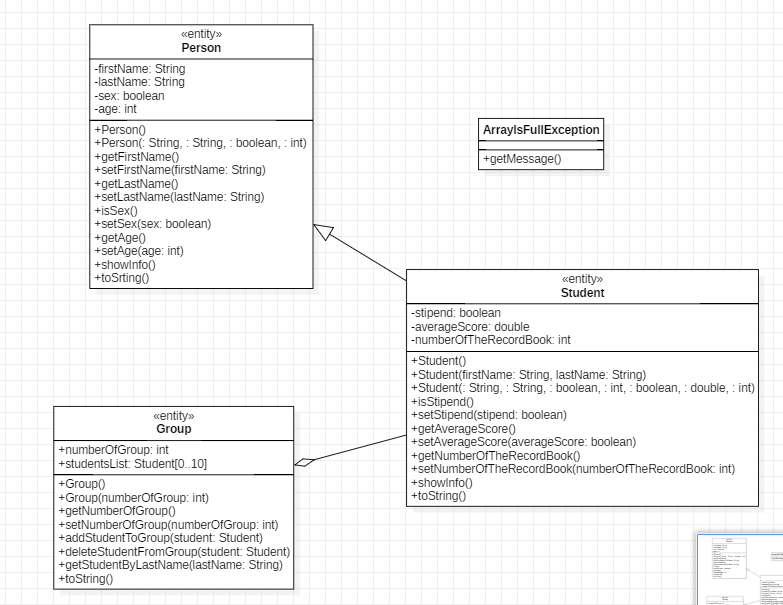 «entity»
Person
-firstName: String
-lastName: String
-sex: boolean
-age: int
+Person()
+Person(: String, : String, : boolean, : int)
+getFirstName()
+setFirstName(firstName: String)
+getLastName()
+setLastName(lastName: String)
+isSex()
+setSex(sex: boolean)
+getAge()
+setAge(age: int)
+showInfo()
+toSrting()
ArrayIsFullException
+getMessage()
«entity»
Student
-stipend: boolean
-averageScore: double
-numberOfTheRecordBook: int
+Student()
+Student(firstName: String, lastName: String)
+Student(: String, : String, : boolean, : int, : boolean, : double, : int)
+isStipend()
+setStipend(stipend: boolean)
+getAverageScore()
+setAverageScore(averageScore: boolean)
+getNumberOfTheRecordBook()
+setNumberOfTheRecordBook(numberOfTheRecordBook: int)
+showInfo()
+toString()
«entity»
Group
+numberOfGroup: int
+studentsList: Student[0..10]
+Group()
+Group(numberOfGroup: int)
+getNumberOfGroup()
+setNumberOfGroup(numberOfGroup: int)
+addStudentToGroup(student: Student)
+deleteStudentFromGroup(student: Student)
+getStudentByLastName(lastName: String)
+toString()